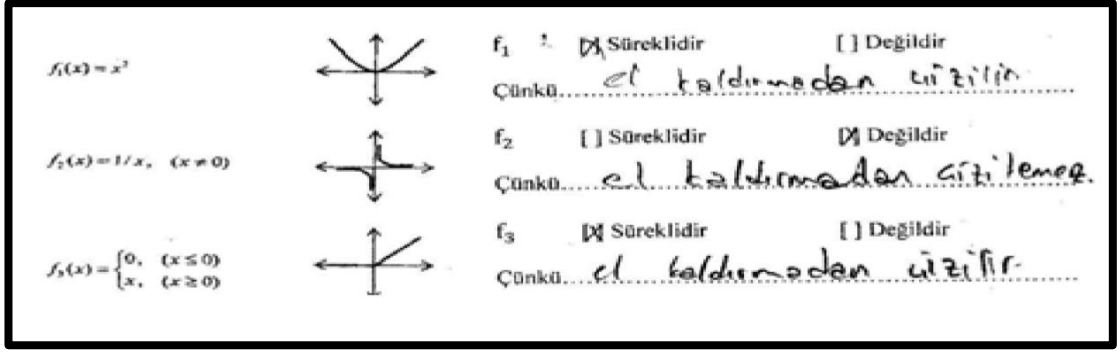 f₁(x) = x²
f₁ : [X] Süreklidir [ ] Değildir
Çünkü.....el kaldırmadan çizilir.
f₂(x) = 1/x, (x ≠ 0)
f₂ [ ] Süreklidir [X] Değildir
Çünkü.....el kaldırmadan çizilemez.
f₃(x) = {0, (x ≤ 0)
{x, (x ≥ 0)
f₃ [X] Süreklidir [ ] Değildir
Çünkü.....el kaldırmadan çizilir.